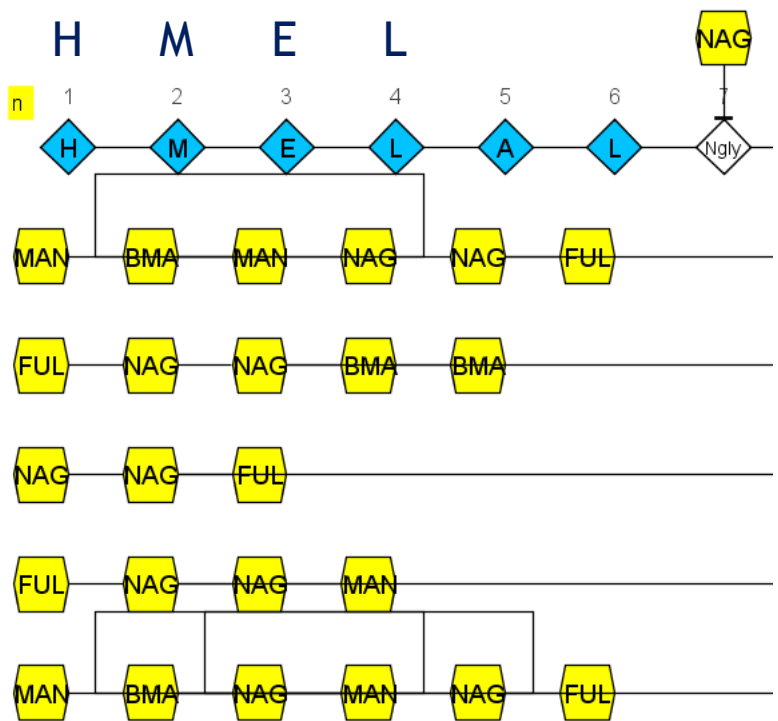 H M E L
NAG
n 1 2 3 4 5 6 7
H M E L A L Ngly
MAN BMA MAN NAG NAG FUL
FUL NAG NAG BMA BMA
NAG NAG FUL
FUL NAG NAG MAN
MAN BMA NAG MAN NAG FUL